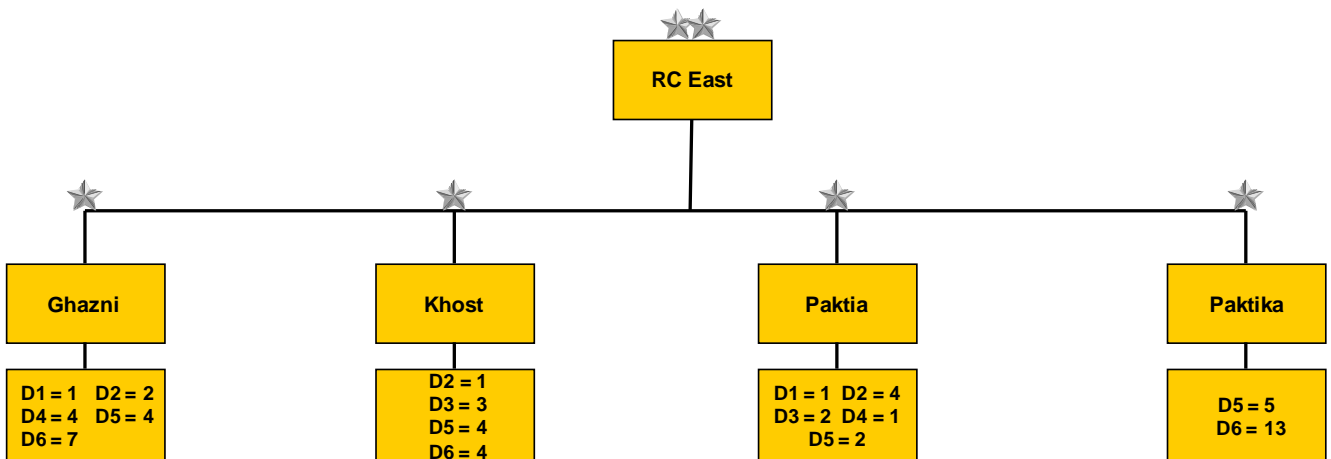 RC East
Ghazni
Khost
Paktia
Paktika
D1 = 1 D2 = 2
D4 = 4 D5 = 4
D6 = 7
D2 = 1
D3 = 3
D5 = 4
D6 = 4
D1 = 1 D2 = 4
D3 = 2 D4 = 1
D5 = 2
D5 = 5
D6 = 13